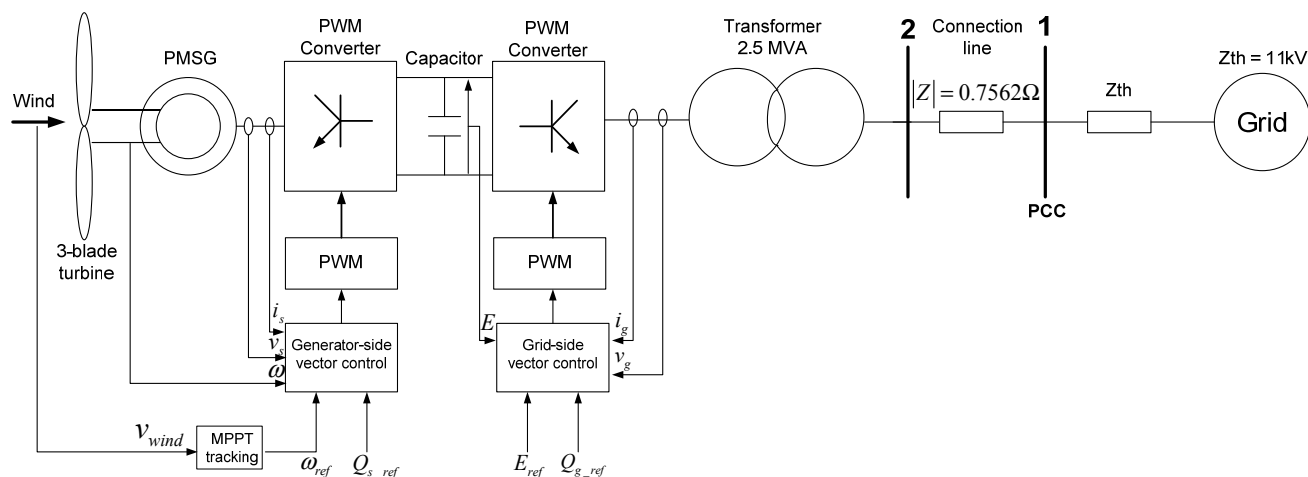 Wind
3-blade
turbine
PMSG
PWM
Converter
Capacitor
PWM
Converter
Transformer
2.5 MVA
2
Connection
line
|Z| = 0.7562Ω
1
PCC
Zth
Zth = 11kV
Grid
PWM
PWM
i_s
v_s
ω
Generator-side
vector control
E
Grid-side
vector control
i_g
v_g
v_wind
MPPT
tracking
ω_ref
Q_s_ref
E_ref
Q_g_ref